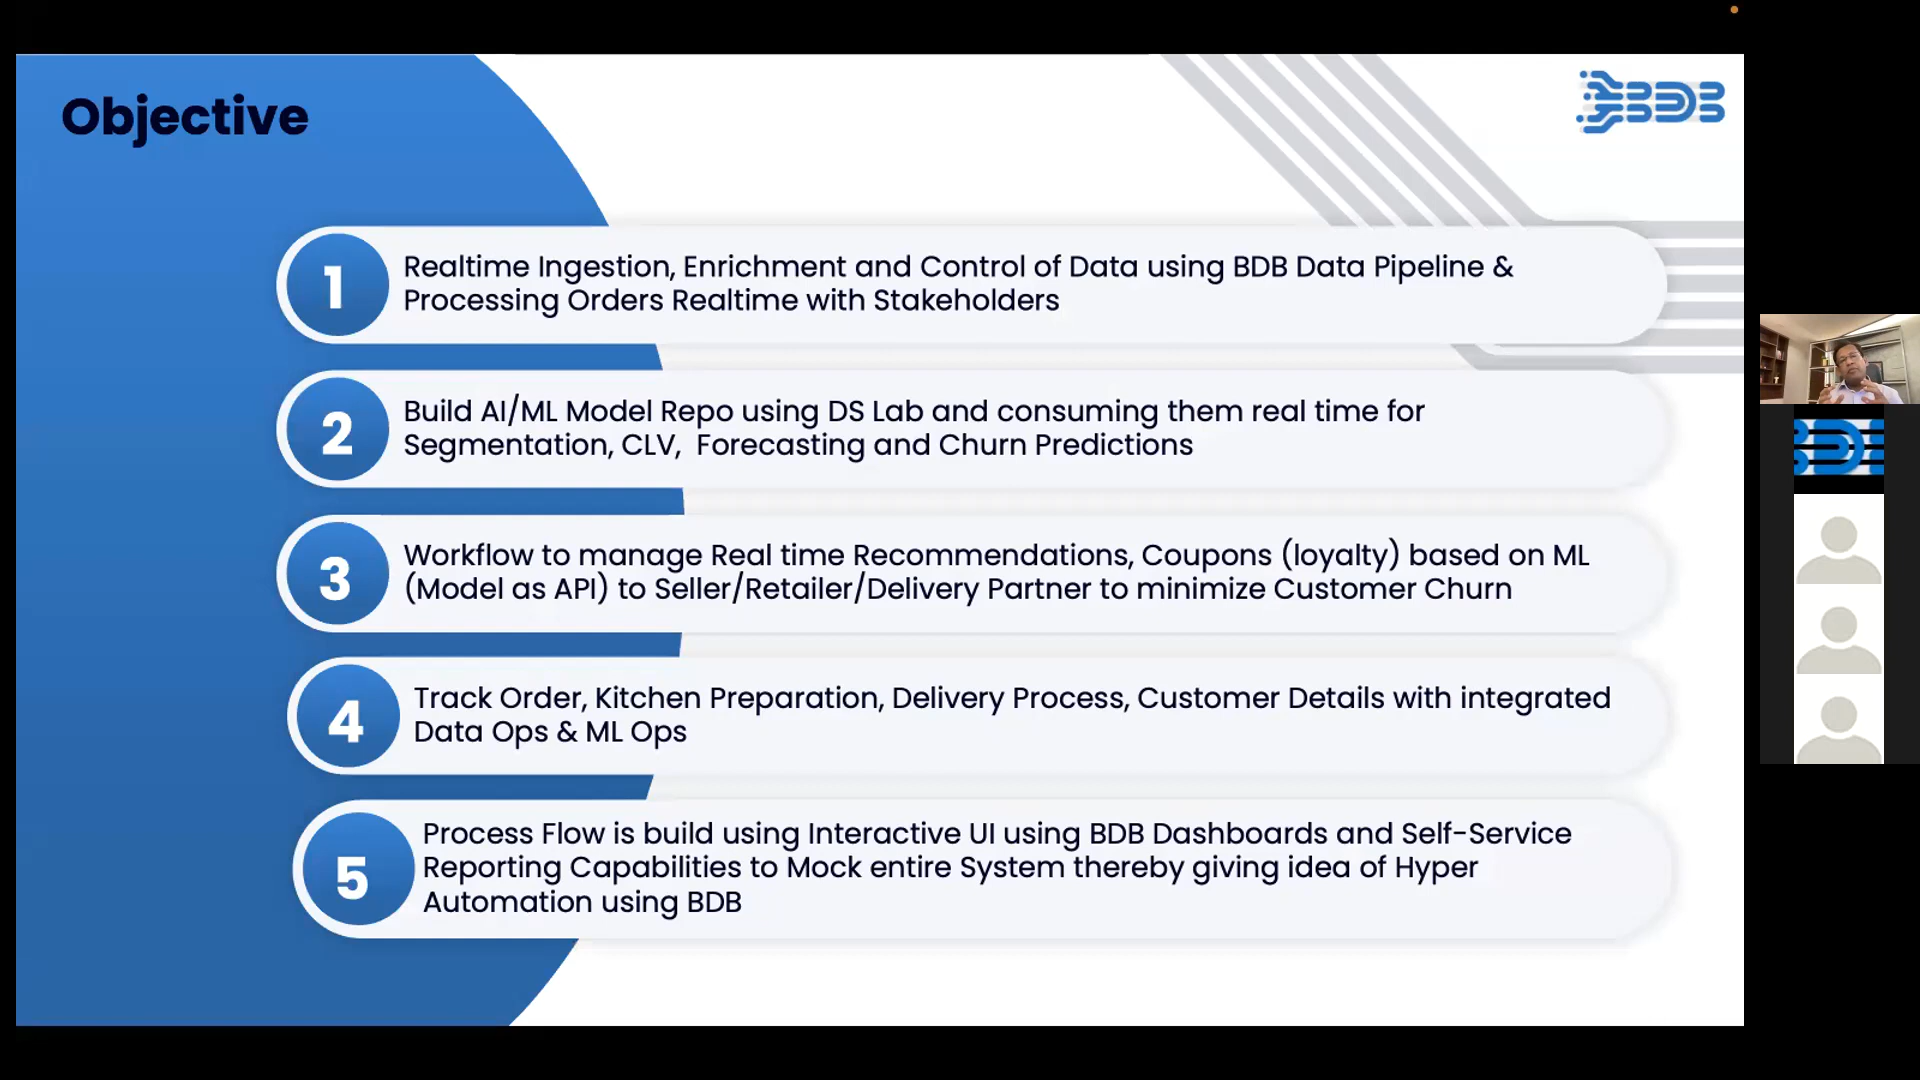 Objective
BDB
1
Realtime Ingestion, Enrichment and Control of Data using BDB Data Pipeline &
Processing Orders Realtime with Stakeholders
2
Build AI/ML Model Repo using DS Lab and consuming them real time for
Segmentation, CLV,  Forecasting and Churn Predictions
3
Workflow to manage Real time Recommendations, Coupons (loyalty) based on ML
(Model as API) to Seller/Retailer/Delivery Partner to minimize Customer Churn
4
Track Order, Kitchen Preparation, Delivery Process, Customer Details with integrated
Data Ops & ML Ops
5
Process Flow is build using Interactive UI using BDB Dashboards and Self-Service
Reporting Capabilities to Mock entire System thereby giving idea of Hyper
Automation using BDB
BDB